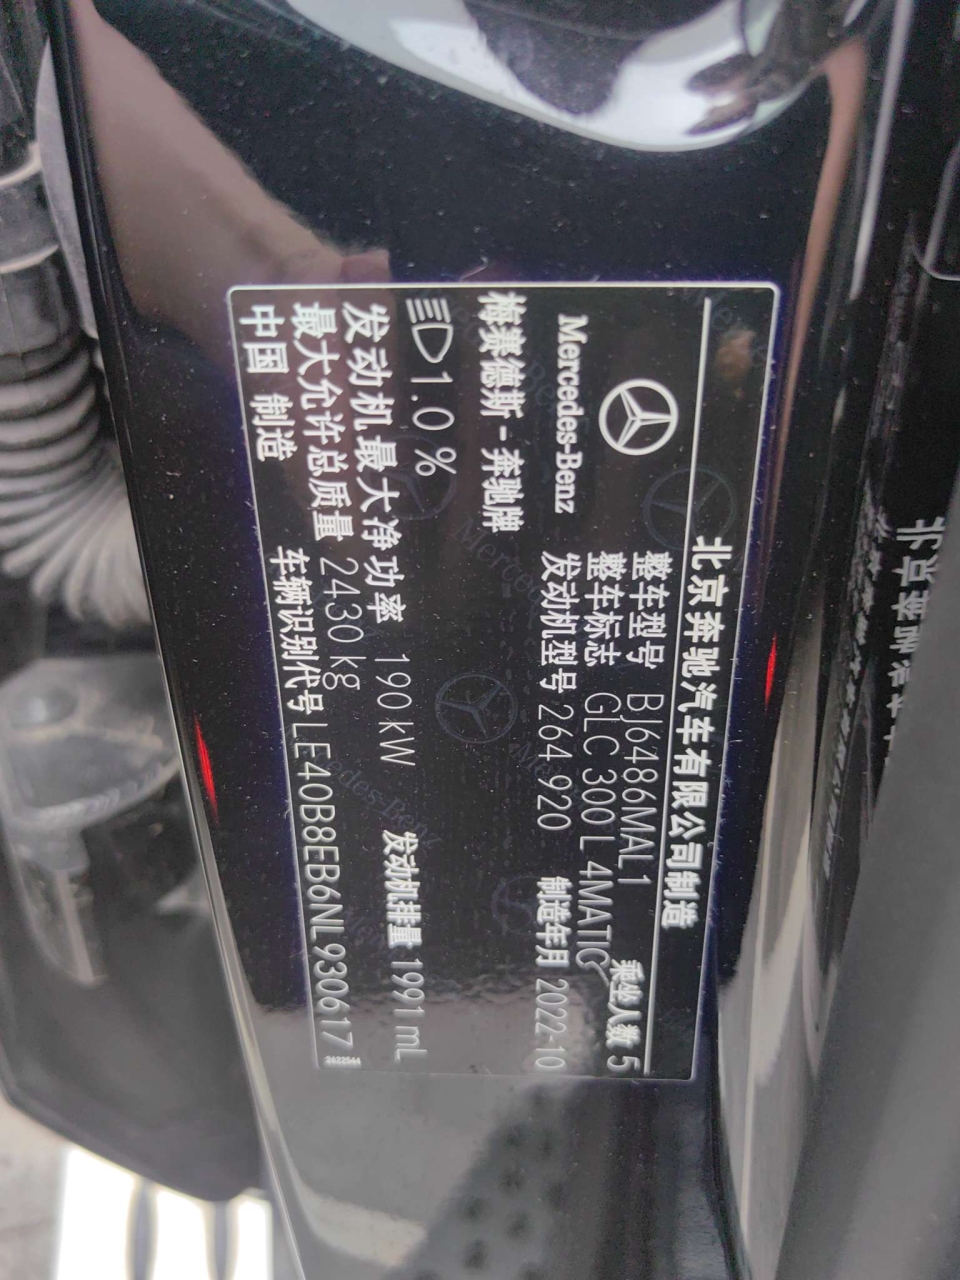 北京奔驰汽车有限公司制造
Mercedes-Benz
梅赛德斯-奔驰牌
整车型号 BJ6486MAL1
乘坐人数 5
整车标志 GLC 300 L 4MATIC
发动机型号 264 920 制造年月 2022-10
1.0 %
发动机最大净功率 190 kW 发动机排量 1991 mL
最大允许总质量 2430 kg
中国 制造 车辆识别代号 LE40B8EB6NL930617
2622544